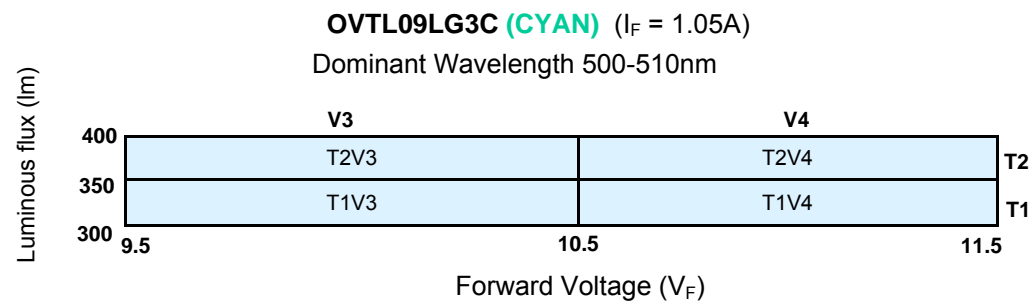 OVTL09LG3C (CYAN) (IF = 1.05A)
Dominant Wavelength 500-510nm
Luminous flux (lm)
V3 V4
400
T2V3 T2V4 T2
350
T1V3 T1V4 T1
300
9.5 10.5 11.5
Forward Voltage (VF)